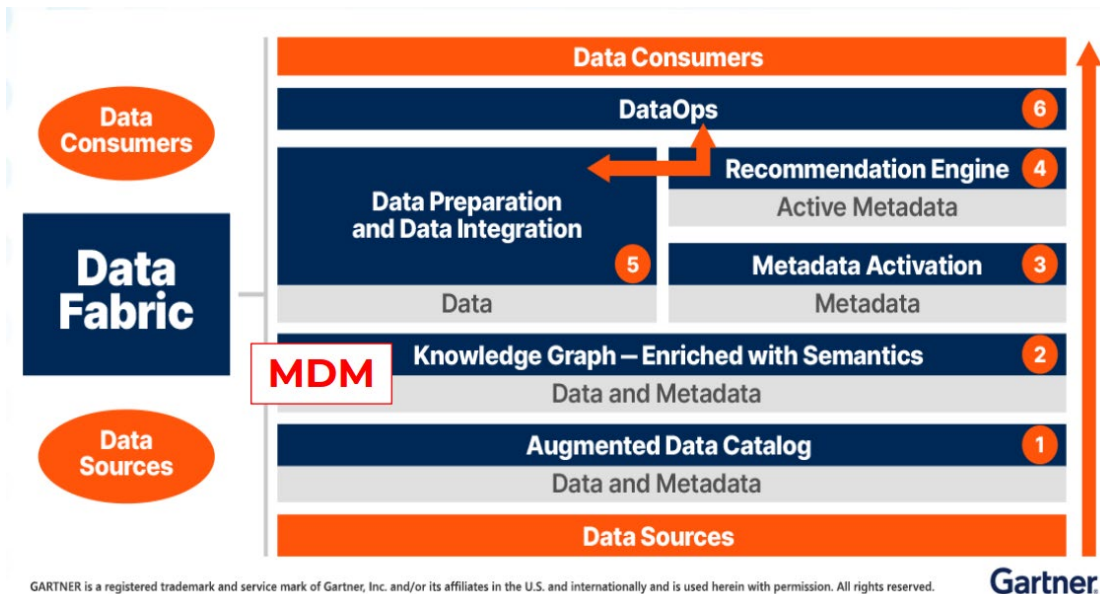 Data Consumers
DataOps
6
Data
Consumers
Data Preparation
and Data Integration
5
Data
Recommendation Engine
4
Active Metadata
Metadata Activation
3
Metadata
Data
Fabric
MDM
Knowledge Graph – Enriched with Semantics
2
Data and Metadata
Data
Sources
Augmented Data Catalog
1
Data and Metadata
Data Sources
GARTNER is a registered trademark and service mark of Gartner, Inc. and/or its affiliates in the U.S. and internationally and is used herein with permission. All rights reserved.
Gartner.